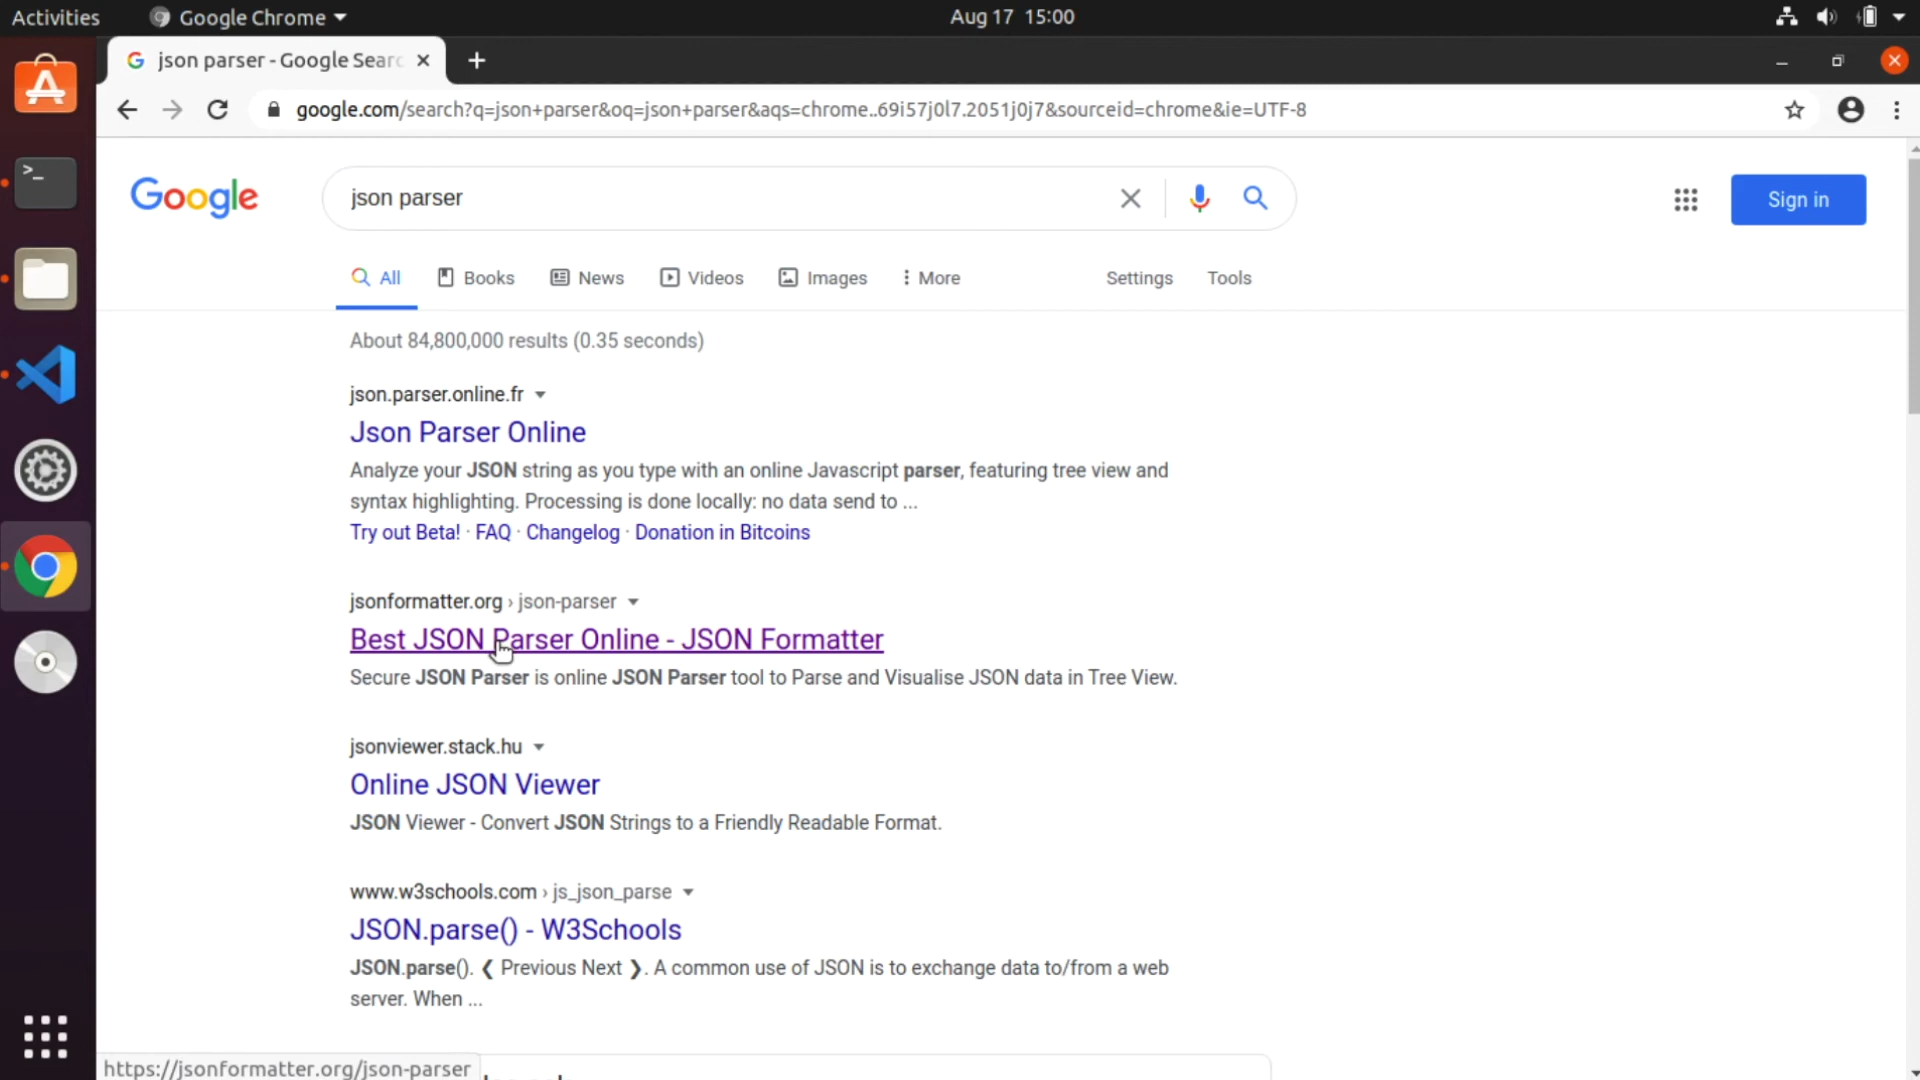 Activities
Google Chrome
Aug 17 15:00
json parser - Google Searc
google.com/search?q=json+parser&oq=json+parser&aqs=chrome..69i57j0l7.2051j0j7&sourceid=chrome&ie=UTF-8
Google
json parser
Sign in
All Books News Videos Images More Settings Tools
About 84,800,000 results (0.35 seconds)
json.parser.online.fr
Json Parser Online
Analyze your JSON string as you type with an online Javascript parser, featuring tree view and
syntax highlighting. Processing is done locally: no data send to ...
Try out Beta! · FAQ · Changelog · Donation in Bitcoins
jsonformatter.org › json-parser
Best JSON Parser Online - JSON Formatter
Secure JSON Parser is online JSON Parser tool to Parse and Visualise JSON data in Tree View.
jsonviewer.stack.hu
Online JSON Viewer
JSON Viewer - Convert JSON Strings to a Friendly Readable Format.
www.w3schools.com › js_json_parse
JSON.parse() - W3Schools
JSON.parse(). ❮ Previous Next ❯. A common use of JSON is to exchange data to/from a web
server. When ...
https://jsonformatter.org/json-parser